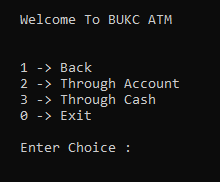 Welcome To BUKC ATM
1 -> Back
2 -> Through Account
3 -> Through Cash
0 -> Exit
Enter Choice :